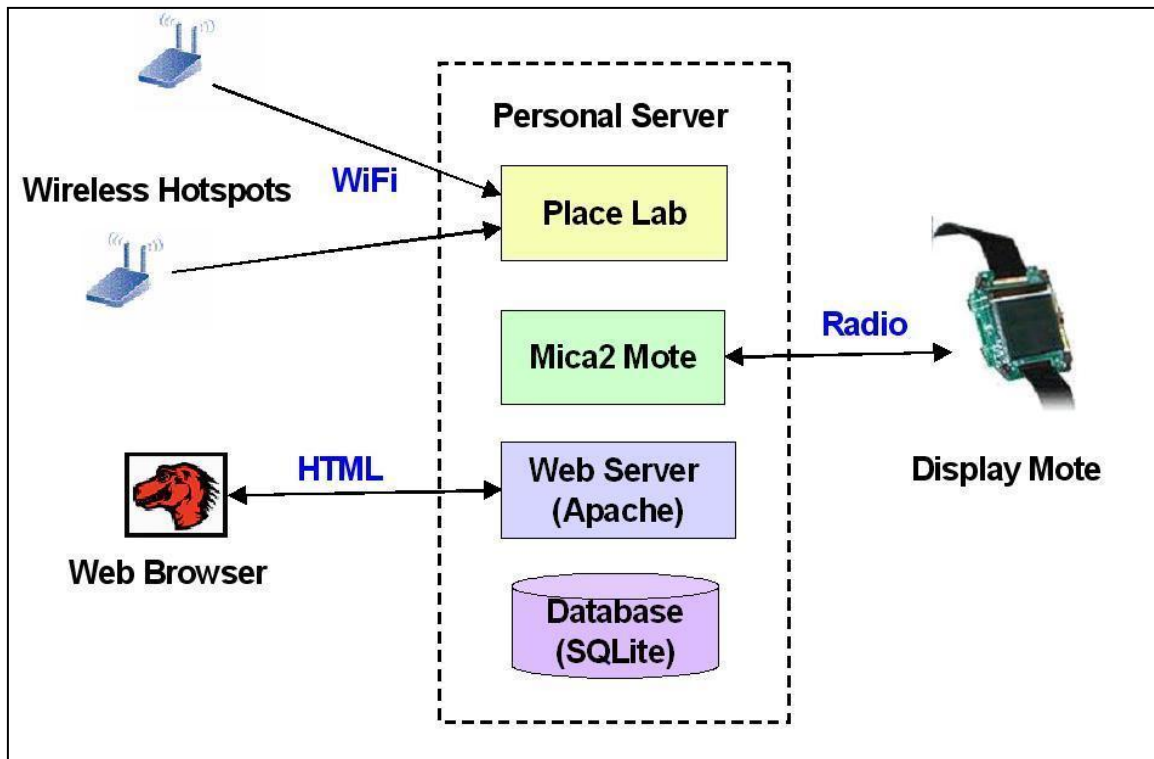 Personal Server
Wireless Hotspots
WiFi
Place Lab
Mica2 Mote
Radio
Display Mote
HTML
Web Server
(Apache)
Web Browser
Database
(SQLite)